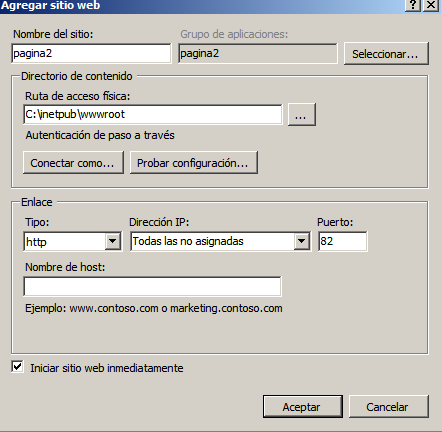 Agregar sitio web
Nombre del sitio: Grupo de aplicaciones:
pagina2 pagina2 Seleccionar...
Directorio de contenido
Ruta de acceso física:
C:\inetpub\wwwroot ...
Autenticación de paso a través
Conectar como... Probar configuración...
Enlace
Tipo: Dirección IP: Puerto:
http Todas las no asignadas 82
Nombre de host:
Ejemplo: www.contoso.com o marketing.contoso.com
Iniciar sitio web inmediatamente
Aceptar Cancelar